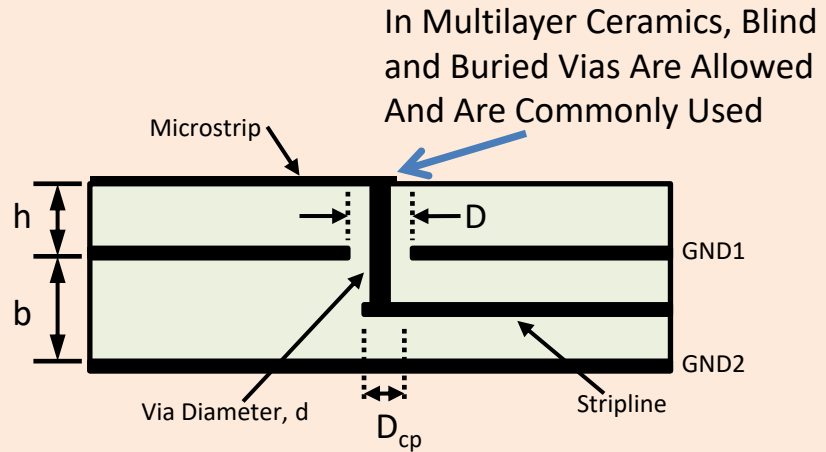 In Multilayer Ceramics, Blind
and Buried Vias Are Allowed
And Are Commonly Used
Microstrip
h
D
GND1
b
GND2
Via Diameter, d
Stripline
Dcp